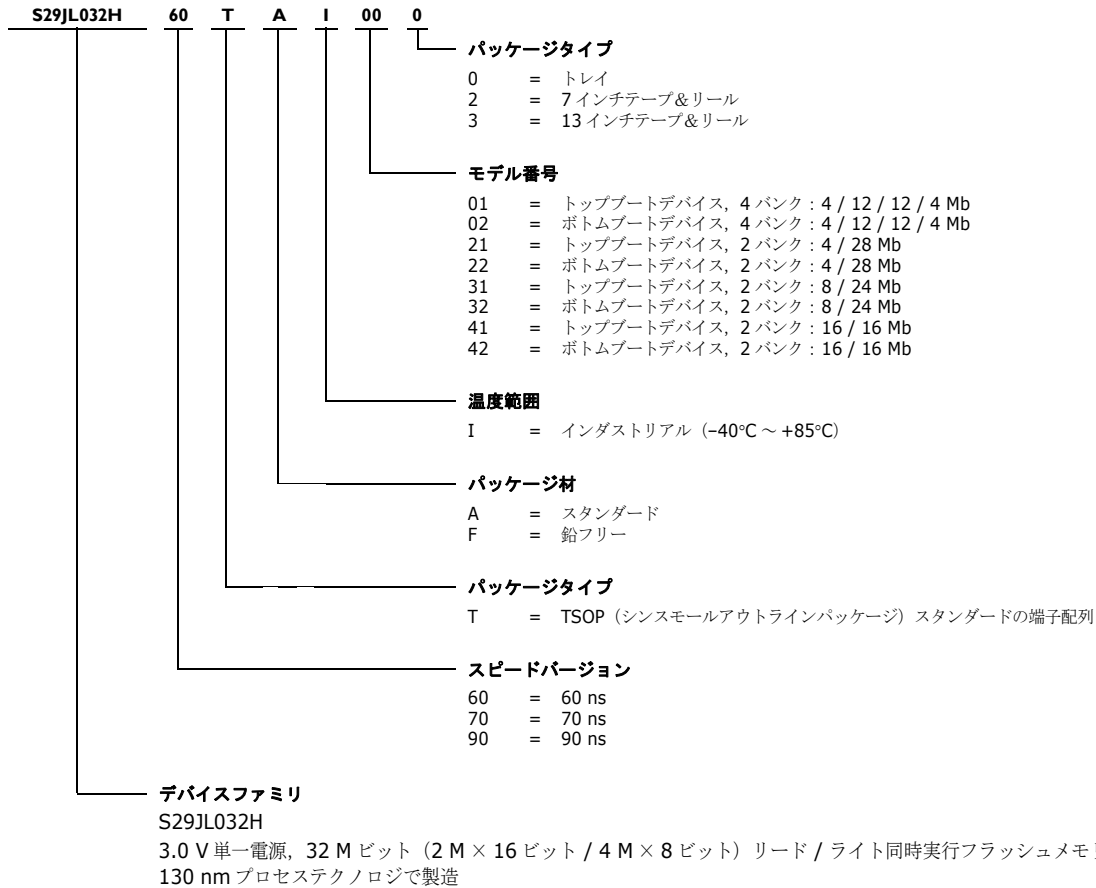 S29JL032H 60 T A I 00 0
パッケージタイプ
0 = トレイ
2 = 7 インチテープ＆リール
3 = 13 インチテープ＆リール
モデル番号
01 = トップブートデバイス, 4 バンク : 4 / 12 / 12 / 4 Mb
02 = ボトムブートデバイス, 4 バンク : 4 / 12 / 12 / 4 Mb
21 = トップブートデバイス, 2 バンク : 4 / 28 Mb
22 = ボトムブートデバイス, 2 バンク : 4 / 28 Mb
31 = トップブートデバイス, 2 バンク : 8 / 24 Mb
32 = ボトムブートデバイス, 2 バンク : 8 / 24 Mb
41 = トップブートデバイス, 2 バンク : 16 / 16 Mb
42 = ボトムブートデバイス, 2 バンク : 16 / 16 Mb
温度範囲
I = インダストリアル（–40°C ～ +85°C）
パッケージ材
A = スタンダード
F = 鉛フリー
パッケージタイプ
T = TSOP（シンスモールアウトラインパッケージ）スタンダードの端子配列
スピードバージョン
60 = 60 ns
70 = 70 ns
90 = 90 ns
デバイスファミリ
S29JL032H
3.0 V 単一電源, 32 M ビット（2 M × 16 ビット / 4 M × 8 ビット）リード / ライト同時実行フラッシュメモ
130 nm プロセステクノロジで製造